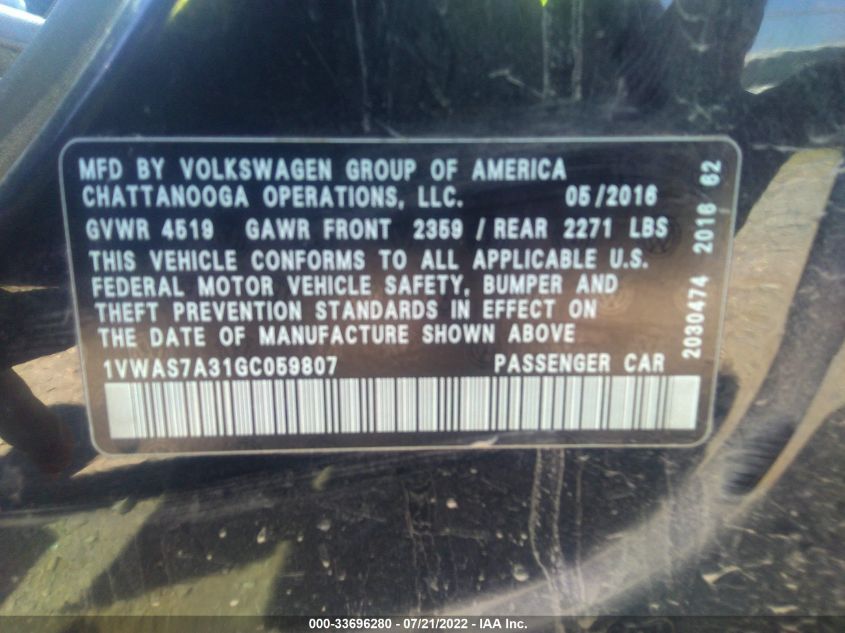 MFD BY VOLKSWAGEN GROUP OF AMERICA
CHATTANOOGA OPERATIONS, LLC. 05/2016
GVWR 4519 GAWR FRONT 2359 / REAR 2271 LBS
THIS VEHICLE CONFORMS TO ALL APPLICABLE U.S.
FEDERAL MOTOR VEHICLE SAFETY, BUMPER AND
THEFT PREVENTION STANDARDS IN EFFECT ON
THE DATE OF MANUFACTURE SHOWN ABOVE
1VWAS7A31GC059807 PASSENGER CAR
2030474 2016 62
000-33696280 - 07/21/2022 - IAA Inc.